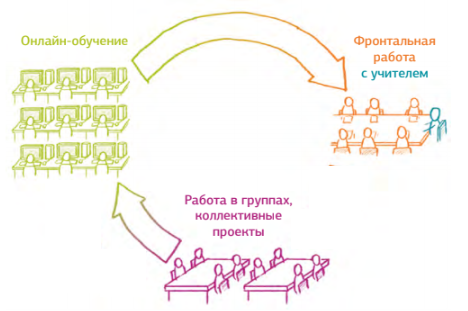 Онлайн-обучение
Фронтальная
работа
с учителем
Работа в группах,
коллективные
проекты